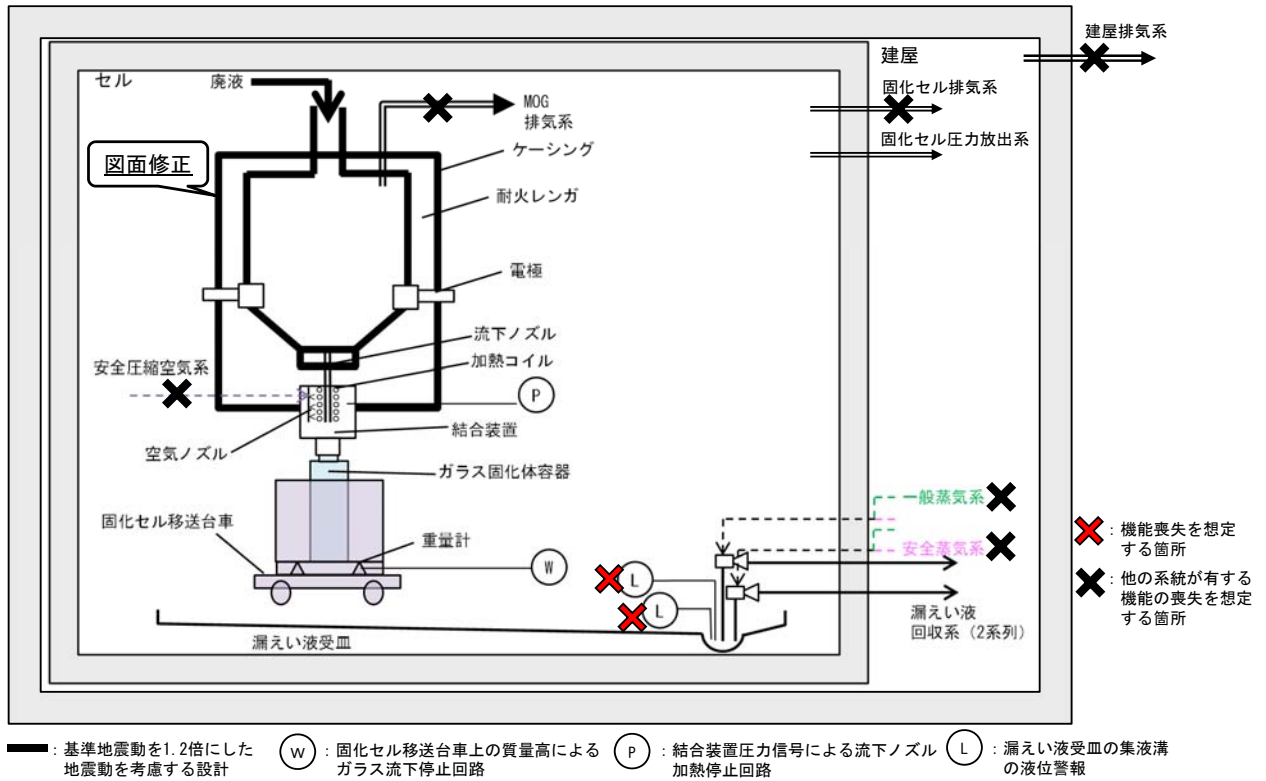 建屋排気系
建屋
セル
廃液
MOG
排気系
固化セル排気系
固化セル圧力放出系
図面修正
ケーシング
耐火レンガ
電極
流下ノズル
加熱コイル
安全圧縮空気系
P
結合装置
空気ノズル
ガラス固化体容器
固化セル移送台車
重量計
W
L
L
一般蒸気系
安全蒸気系
漏えい液
回収系（2系列）
漏えい液受皿
：機能喪失を想定
する箇所
：他の系統が有する
機能の喪失を想定
する箇所
：基準地震動を1.2倍にした
地震動を考慮する設計
W ：固化セル移送台車上の質量高による
ガラス流下停止回路
P ：結合装置圧力信号による流下ノズル
加熱停止回路
L ：漏えい液受皿の集液溝
の液位警報